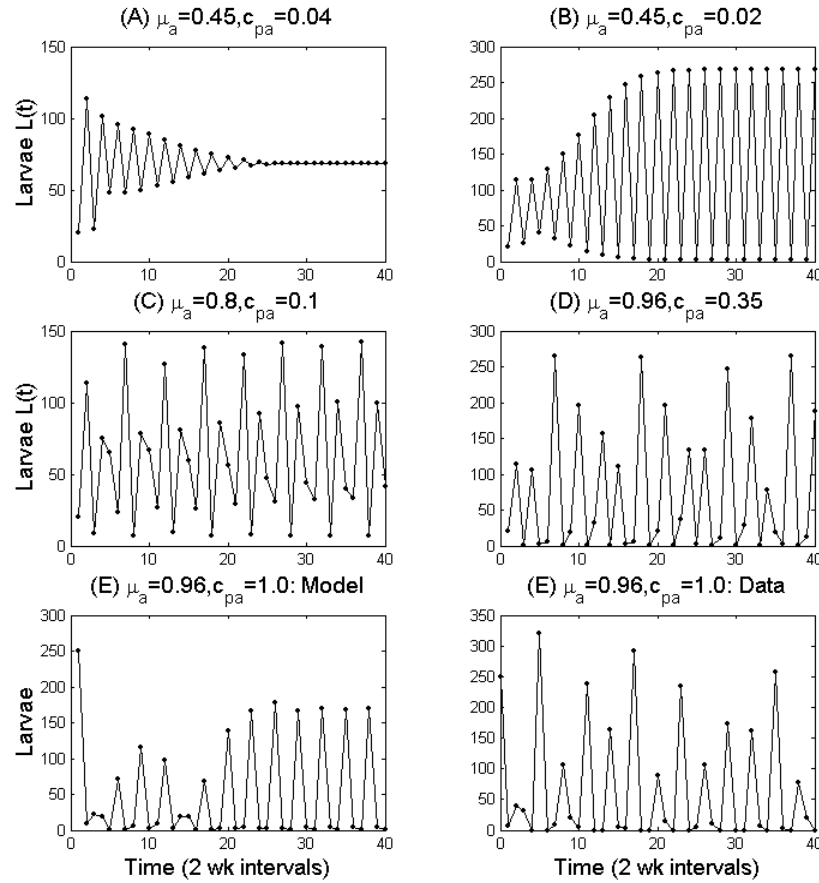 (A) μa=0.45,cpa=0.04
(B) μa=0.45,cpa=0.02
150
100
50
0
Larvae L(t)
0 10 20 30 40
300
250
200
150
100
50
0
0 10 20 30 40
(C) μa=0.8,cpa=0.1
(D) μa=0.96,cpa=0.35
150
100
50
0
Larvae L(t)
0 10 20 30 40
300
250
200
150
100
50
0
0 10 20 30 40
(E) μa=0.96,cpa=1.0: Model
(E) μa=0.96,cpa=1.0: Data
300
250
200
150
100
50
0
Larvae
0 10 20 30 40
Time (2 wk intervals)
350
300
250
200
150
100
50
0
0 10 20 30 40
Time (2 wk intervals)